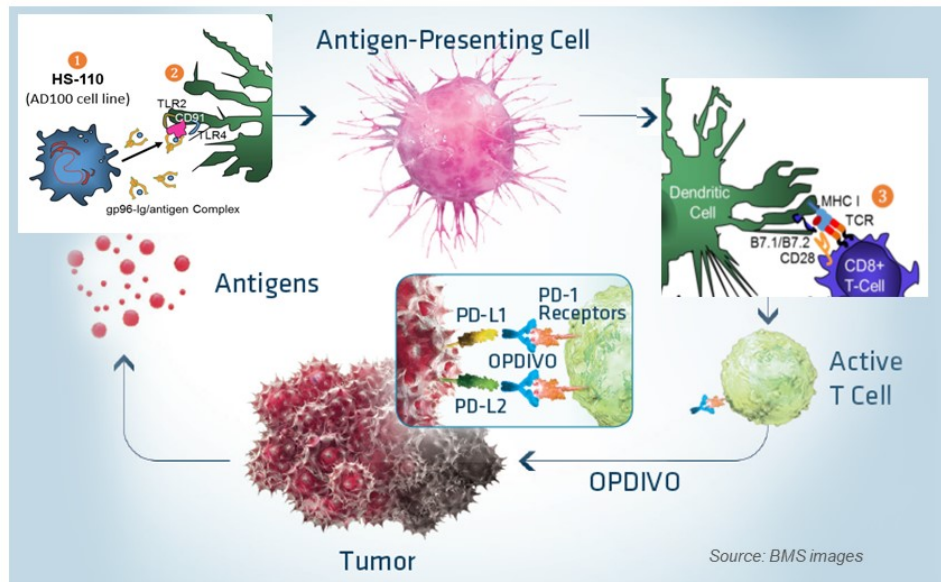 1
HS-110
(AD100 cell line)
2
TLR2
CD91
TLR4
gp96-Ig/antigen Complex
Antigen-Presenting Cell
Dendritic
Cell
MHC I
3
TCR
B7.1/B7.2
CD28
CD8+
T-Cell
Antigens
PD-L1
PD-1
Receptors
OPDIVO
PD-L2
Active
T Cell
OPDIVO
Tumor
Source: BMS images